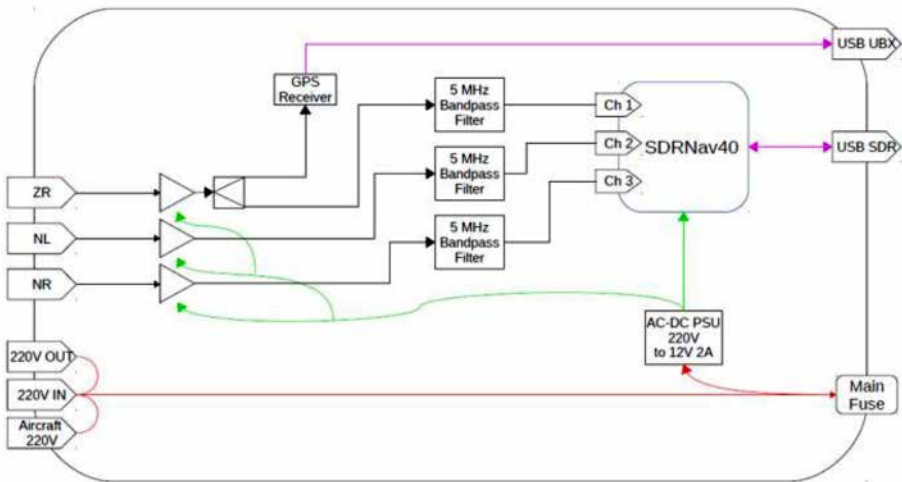 USB UBX
GPS
Receiver
5 MHz
Bandpass
Filter
Ch 1
5 MHz
Bandpass
Filter
Ch 2
SDRNav40
USB SDR
Ch 3
ZR
NL
NR
5 MHz
Bandpass
Filter
AC-DC PSU
220V
to 12V 2A
220V OUT
220V IN
Aircraft
220V
Main
Fuse